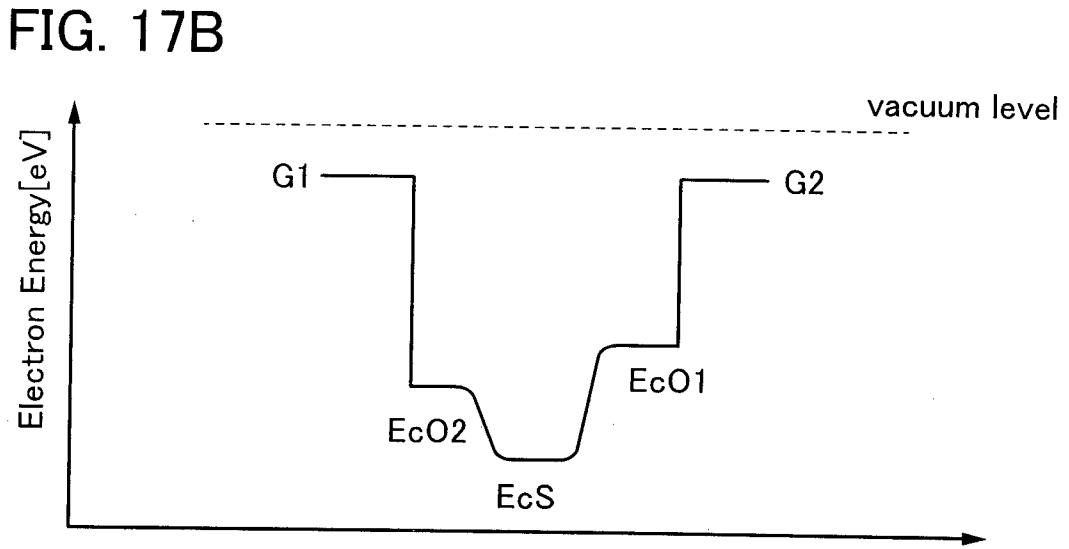 FIG. 17B
vacuum level
Electron Energy[eV]
G1
G2
EcO1
EcO2
EcS